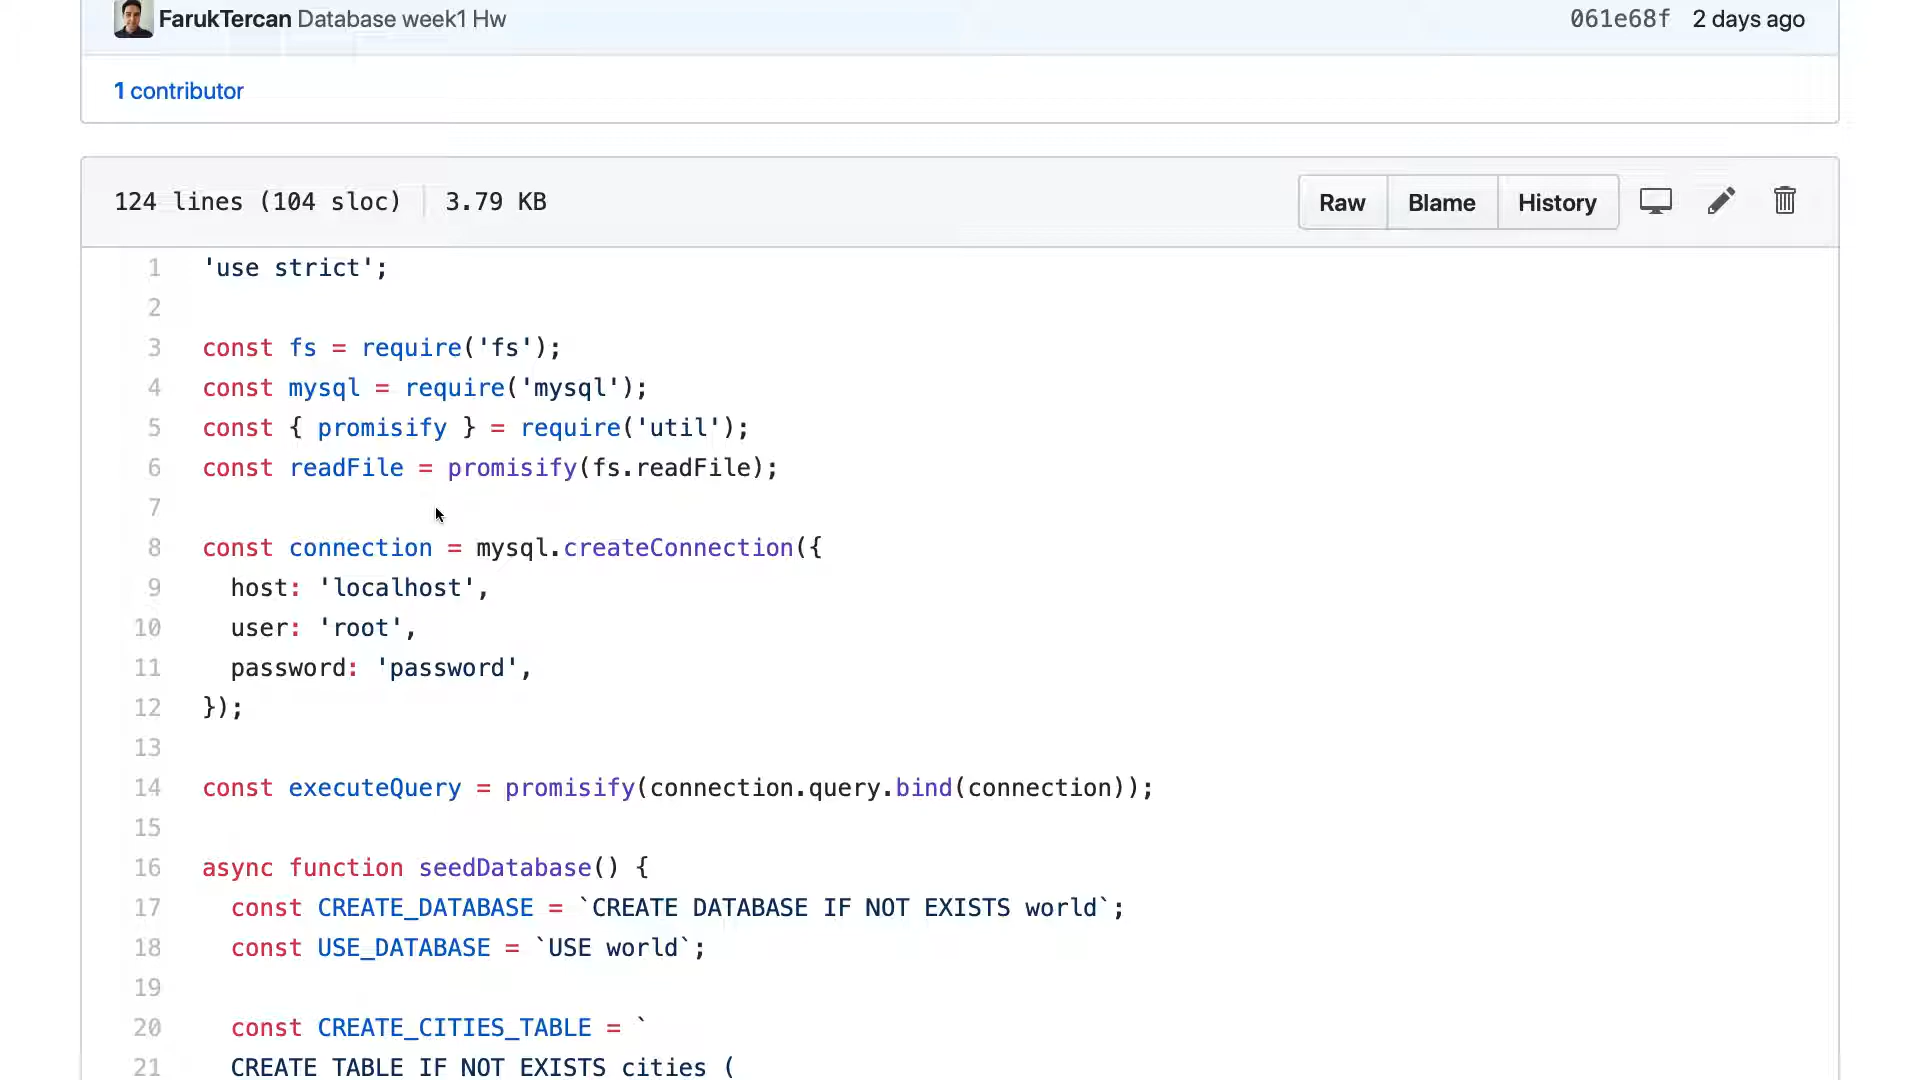 FarukTercan Database week1 Hw 061e68f 2 days ago
1 contributor
124 lines (104 sloc) 3.79 KB Raw Blame History
1 'use strict';
2
3 const fs = require('fs');
4 const mysql = require('mysql');
5 const { promisify } = require('util');
6 const readFile = promisify(fs.readFile);
7
8 const connection = mysql.createConnection({
9 host: 'localhost',
10 user: 'root',
11 password: 'password',
12 });
13
14 const executeQuery = promisify(connection.query.bind(connection));
15
16 async function seedDatabase() {
17 const CREATE_DATABASE = `CREATE DATABASE IF NOT EXISTS world`;
18 const USE_DATABASE = `USE world`;
19
20 const CREATE_CITIES_TABLE = `
21 CREATE TABLE IF NOT EXISTS cities (